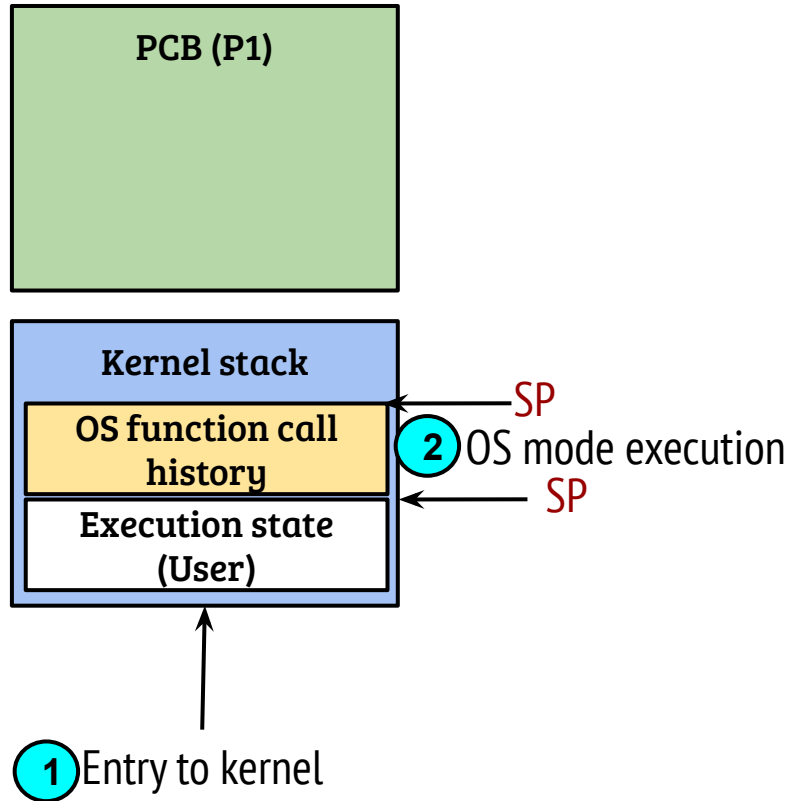 PCB (P1)
Kernel stack
SP
OS function call
history
2 OS mode execution
SP
Execution state
(User)
1 Entry to kernel